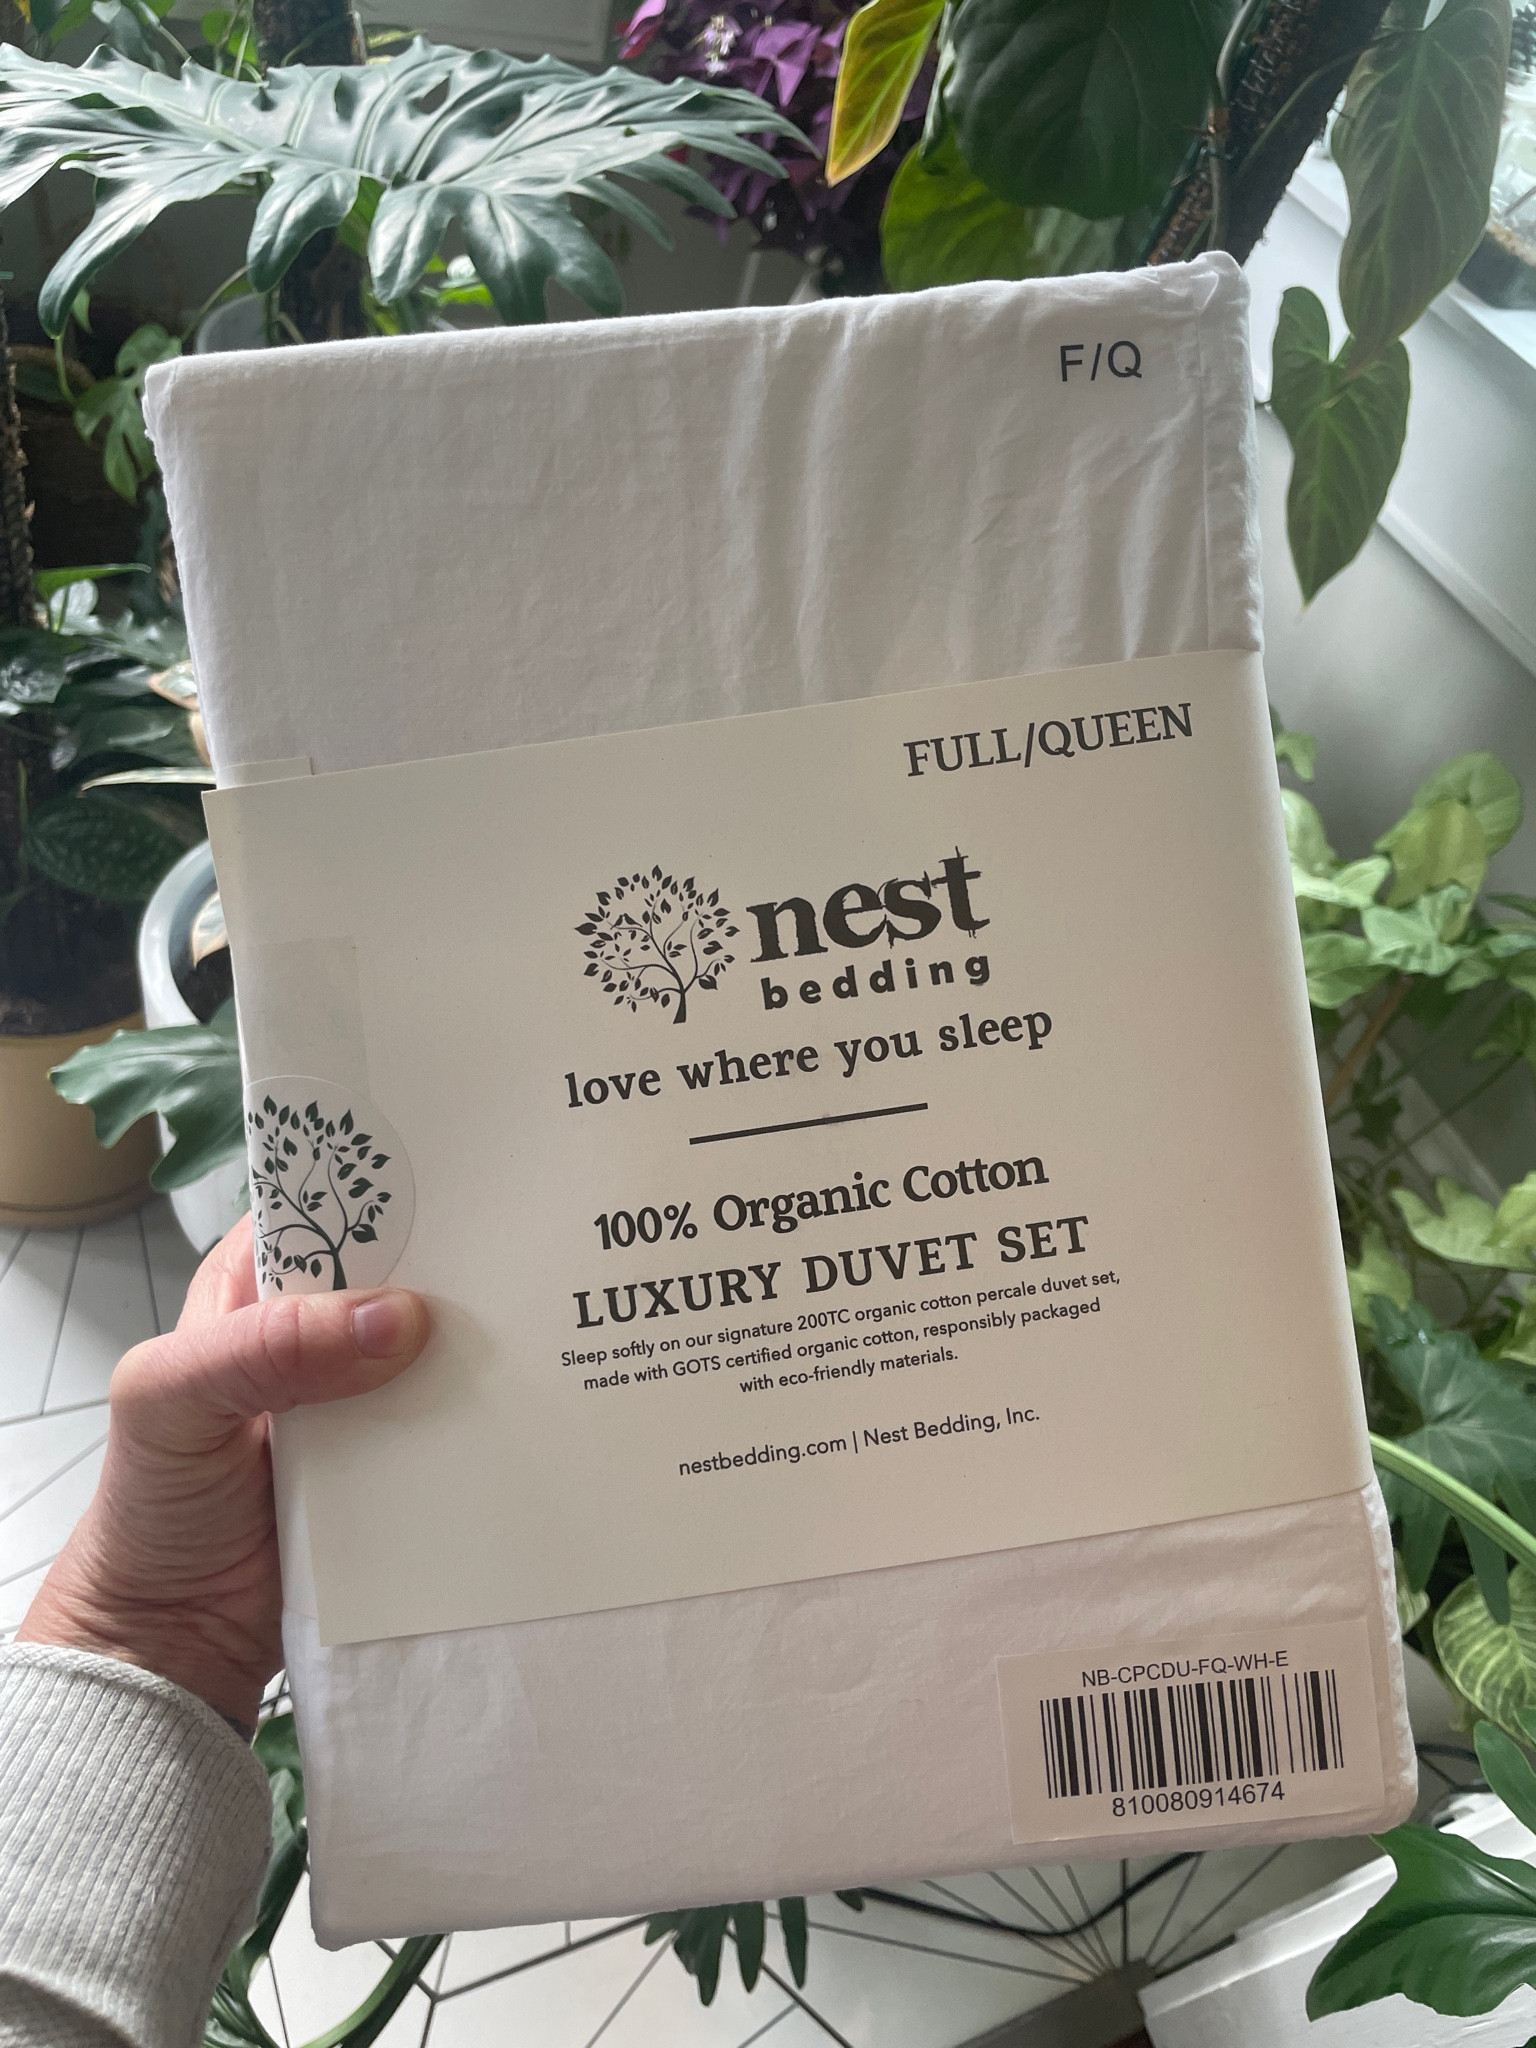 F/Q
FULL/QUEEN
nest
bedding
love where you sleep
100% Organic Cotton
LUXURY DUVET SET
Sleep softly on our signature 200TC organic cotton percale duvet set,
made with GOTS certified organic cotton, responsibly packaged
with eco-friendly materials.
nestbedding.com | Nest Bedding, Inc.
NB-CPCDU-FQ-WH-E
810080914674